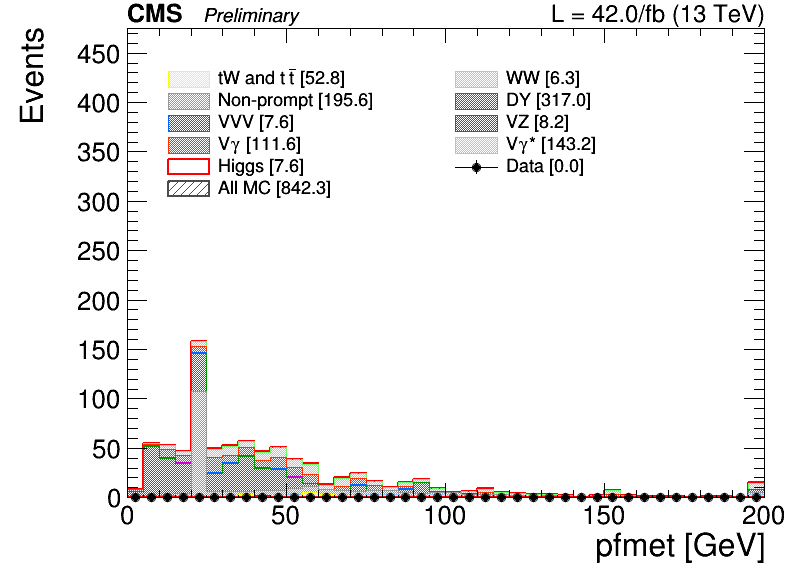 CMS Preliminary L = 42.0/fb (13 TeV)
Events
450
400
350
300
250
200
150
100
50
0
tW and t t̄ [52.8]
Non-prompt [195.6]
VVV [7.6]
Vγ [111.6]
Higgs [7.6]
All MC [842.3]
WW [6.3]
DY [317.0]
VZ [8.2]
Vγ* [143.2]
Data [0.0]
0 50 100 150 200
pfmet [GeV]